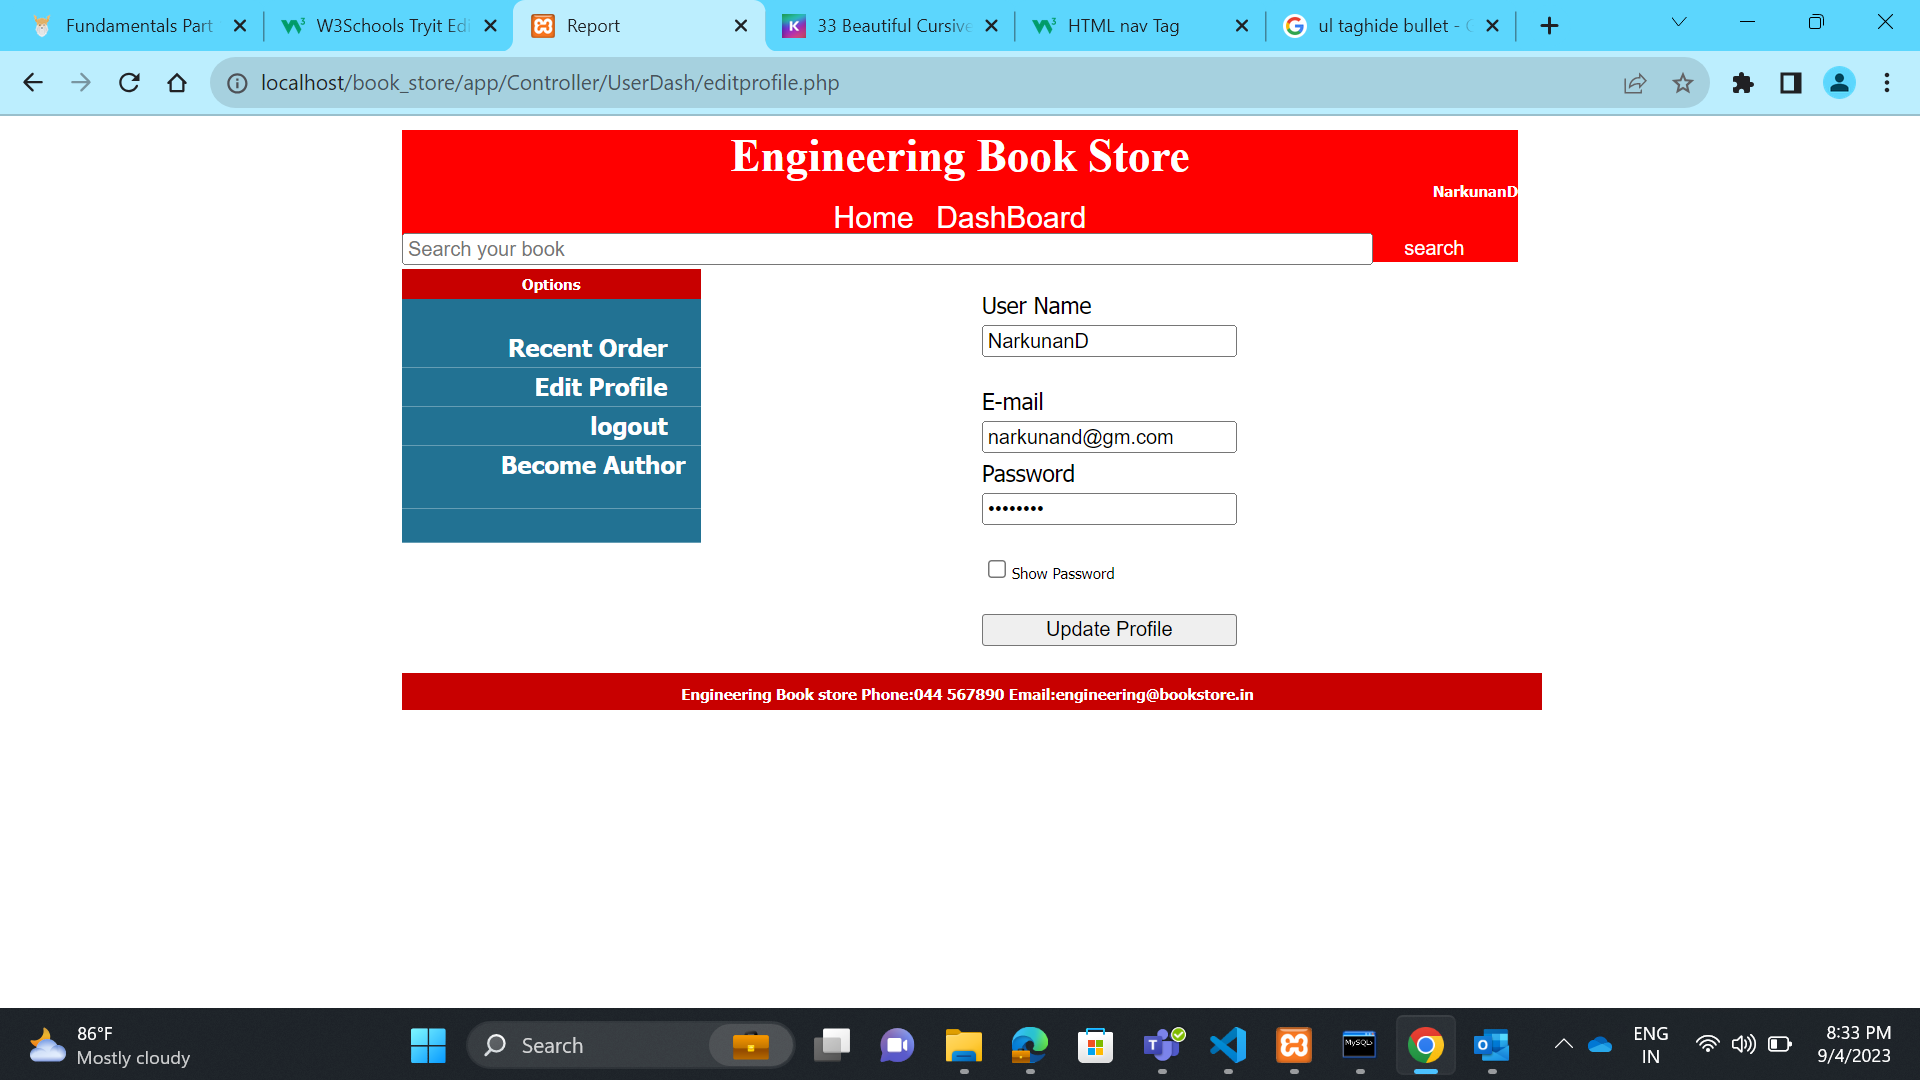 Fundamentals Part
W3Schools Tryit Edi
Report
33 Beautiful Cursive
HTML nav Tag
ul taghide bullet -
localhost/book_store/app/Controller/UserDash/editprofile.php
Engineering Book Store
NarkunanD
Home DashBoard
Search your book
search
Options
Recent Order
Edit Profile
logout
Become Author
User Name
NarkunanD
E-mail
narkunand@gm.com
Password
••••••••
Show Password
Update Profile
Engineering Book store Phone:044 567890 Email:engineering@bookstore.in
86°F
Mostly cloudy
Search
MySQL>
ENG
IN
8:33 PM
9/4/2023